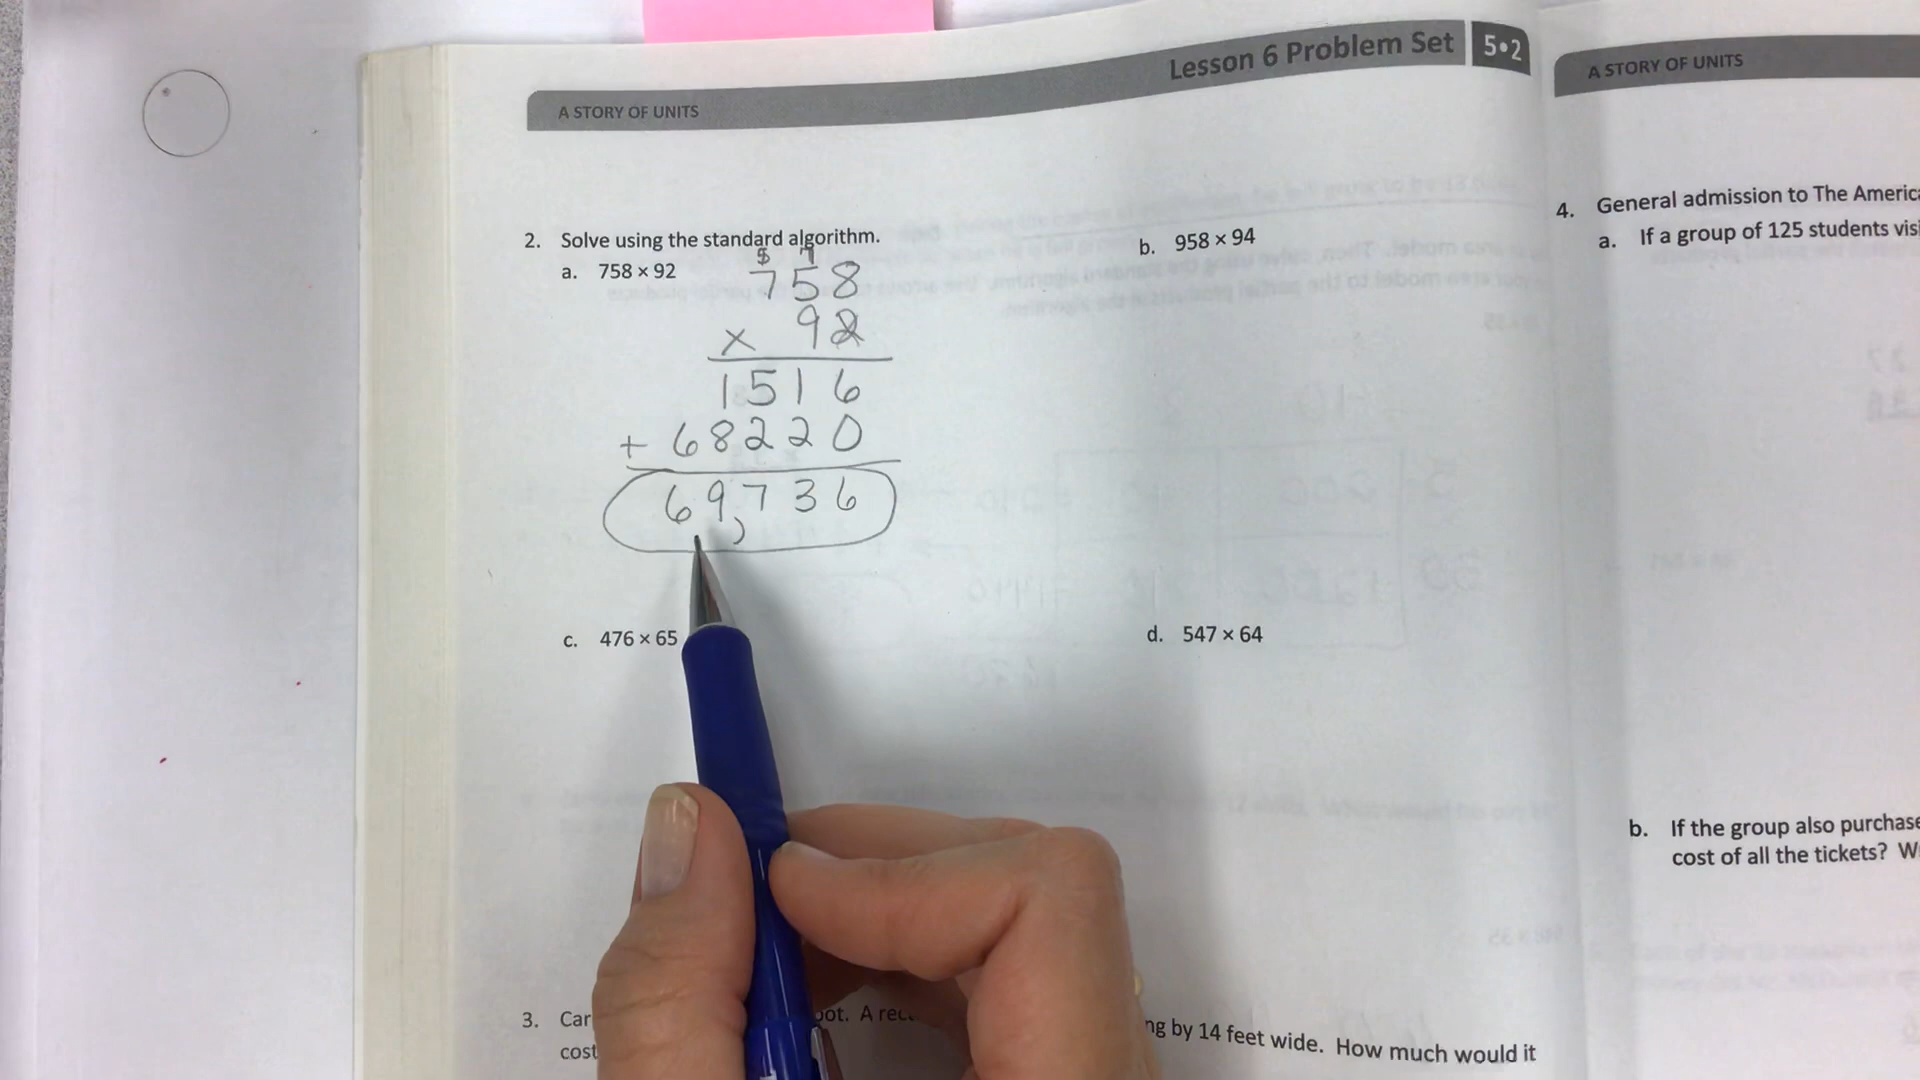 Lesson 6 Problem Set 5•2
A STORY OF UNITS
2. Solve using the standard algorithm.
a. 758 × 92
5 7
758
× 92
1516
+ 68220
69,736
b. 958 × 94
c. 476 × 65
d. 547 × 64
3. Car
cost
oot. A rec
ng by 14 feet wide. How much would it
A STORY OF UNITS
4. General admission to The Americ
a. If a group of 125 students visi
b. If the group also purchase
cost of all the tickets? W